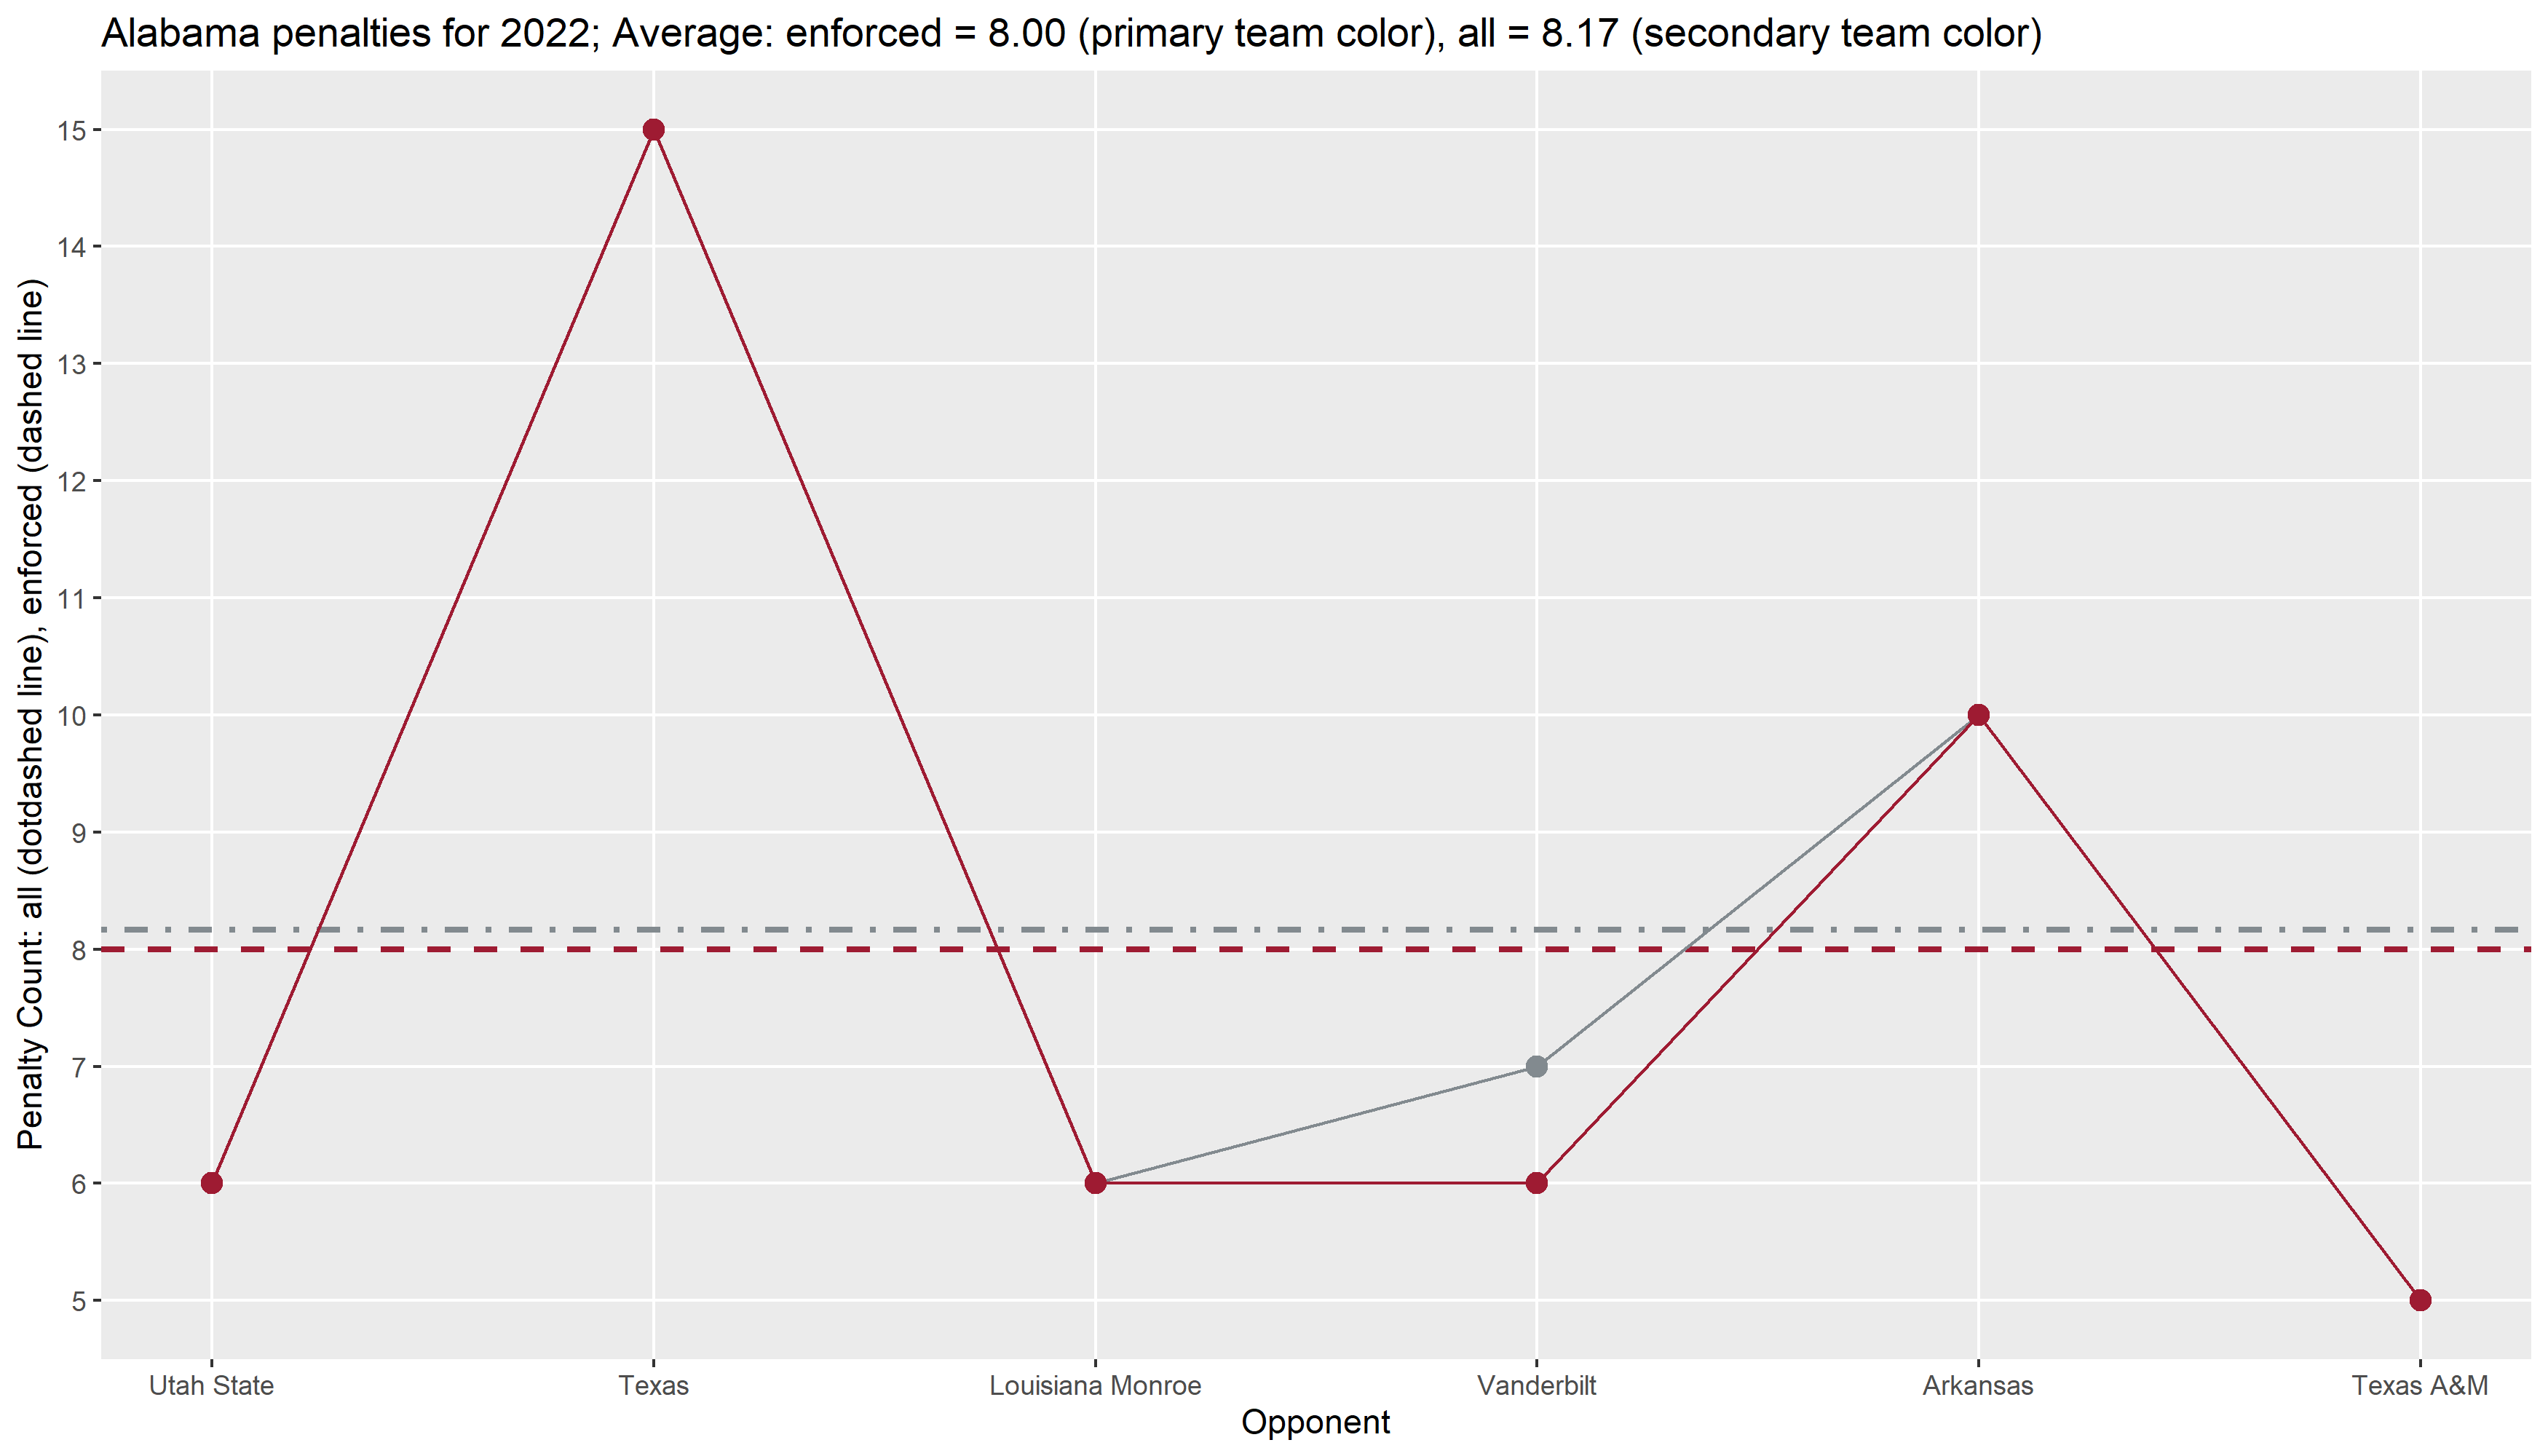 Alabama penalties for 2022; Average: enforced = 8.00 (primary team color), all = 8.17 (secondary team color)
Penalty Count: all (dotdashed line), enforced (dashed line)
15
14
13
12
11
10
9
8
7
6
5
Utah State
Texas
Louisiana Monroe
Vanderbilt
Arkansas
Texas A&M
Opponent